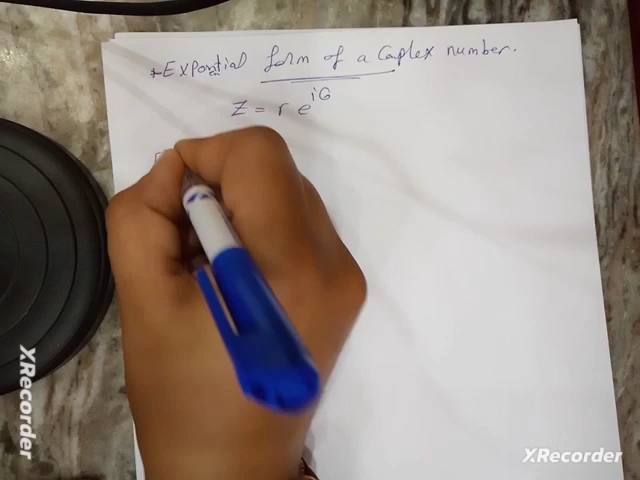 *Expontial form of a Caplex number.
Z = r e^iθ
XRecorder
XRecorder